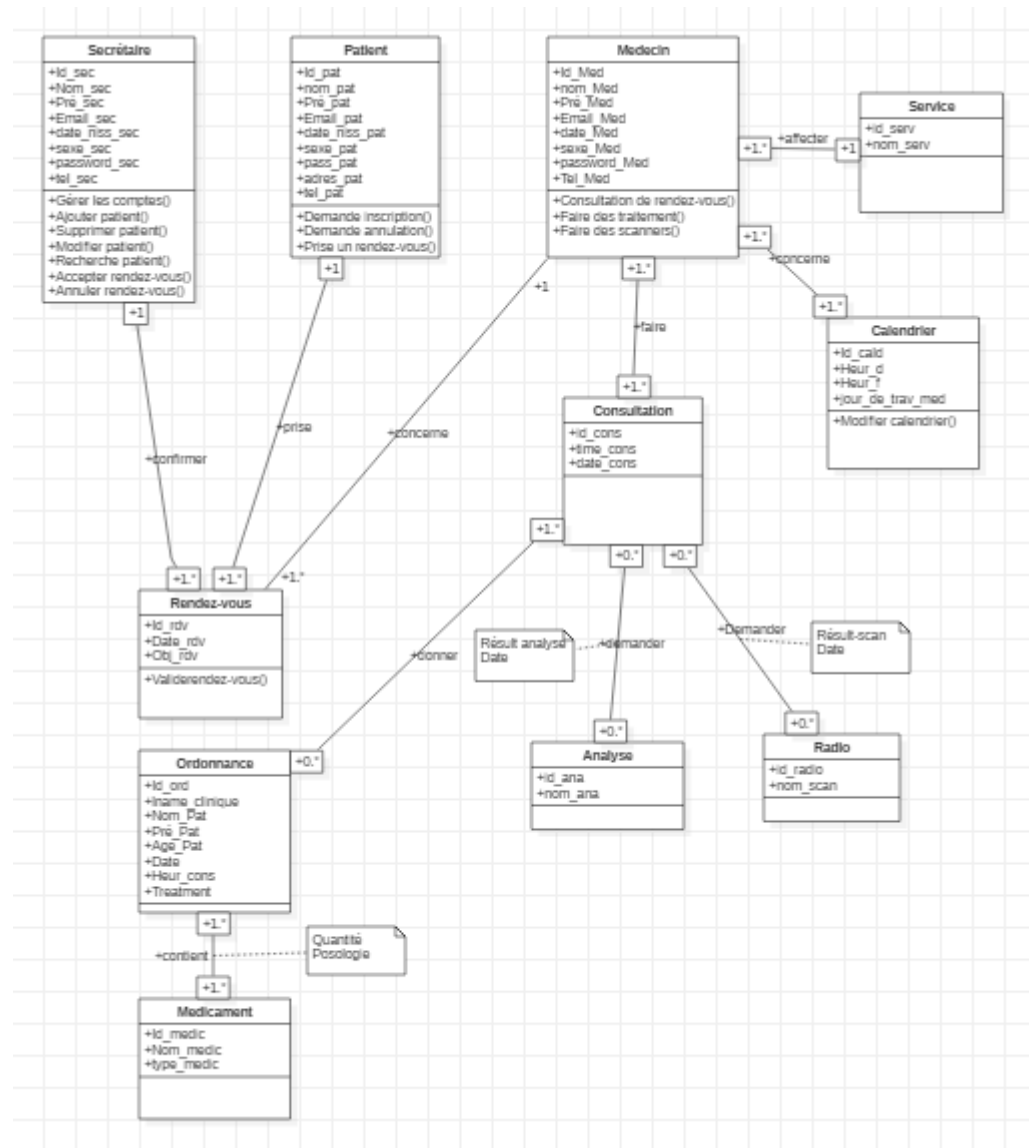 Secrétaire
+Id_sec
+Nom_sec
+Pré_sec
+Email_sec
+date_niss_sec
+sexe_sec
+password_sec
+tel_sec
+Gérer les comptes()
+Ajouter patient()
+Supprimer patient()
+Modifier patient()
+Recherche patient()
+Accepter rendez-vous()
+Annuler rendez-vous()
+1
Patient
+Id_pat
+nom_pat
+Pré_pat
+Email_pat
+date_niss_pat
+sexe_pat
+pass_pat
+adres_pat
+tel_pat
+Demande inscription()
+Demande annulation()
+Prise un rendez-vous()
+1
Medecin
+Id_Med
+nom_Med
+Pré_Med
+Email_Med
+date_Med
+sexe_Med
+password_Med
+Tel_Med
+Consultation de rendez-vous()
+Faire des traitement()
+Faire des scanners()
+1.*
+affecter
+1
Service
+id_serv
+nom_serv
+1.*
+concerne
+1.*
Calendrier
+Id_cald
+Heur_d
+Heur_f
+jour_de_trav_med
+Modifier calendrier()
+1
+1.*
+faire
+1.*
Consultation
+id_cons
+time_cons
+date_cons
+prise
+concerne
+confirmer
+1.*
+1.*
+1.*
Rendez-vous
+Id_rdv
+Date_rdv
+Obj_rdv
+Validerendez-vous()
+1.*
+0.*
+0.*
+donner
Résult analyse
Date
+demander
+Demander
Résult-scan
Date
+0.*
+0.*
+0.*
Ordonnance
+Id_ord
+Iname_clinique
+Nom_Pat
+Pré_Pat
+Age_Pat
+Date
+Heur_cons
+Treatment
Analyse
+id_ana
+nom_ana
Radio
+id_radio
+nom_scan
+1.*
+contient
Quantité
Posologie
+1.*
Medicament
+Id_medic
+Nom_medic
+type_medic